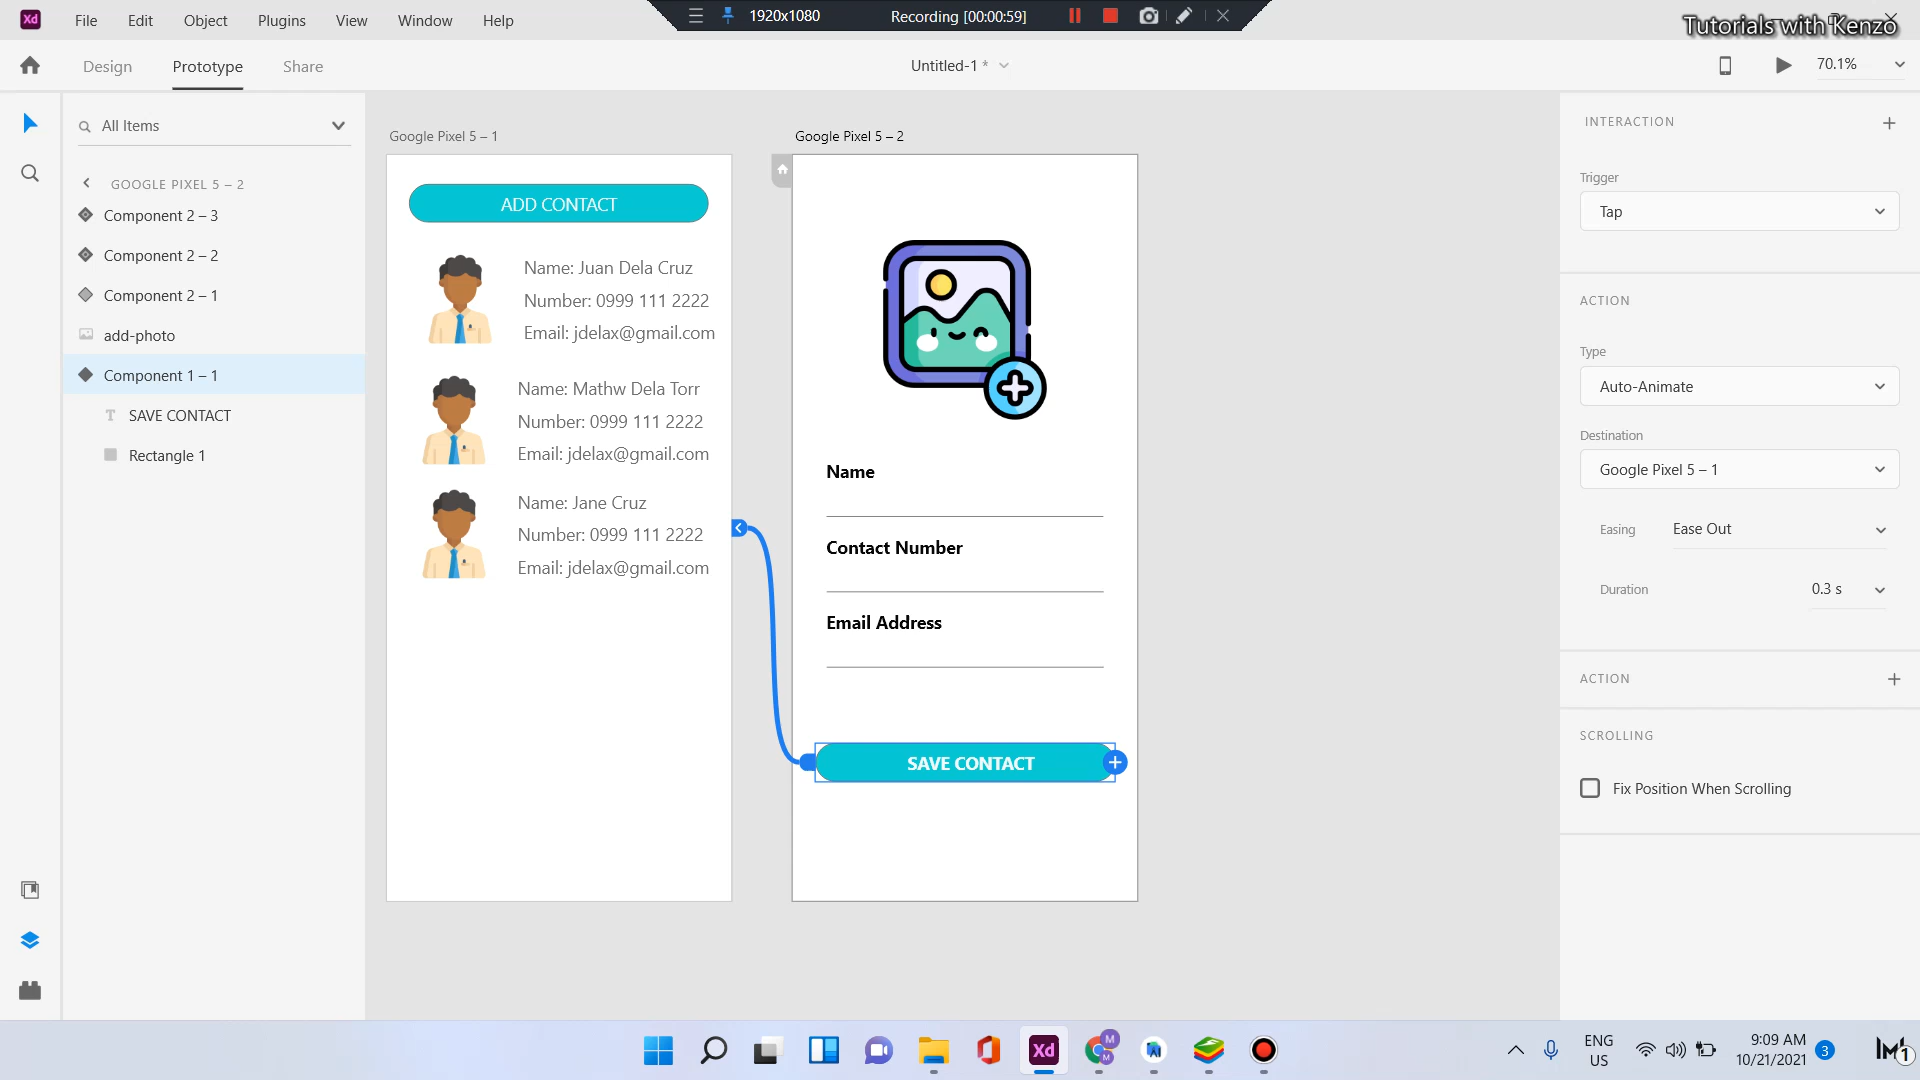 Xd File Edit Object Plugins View Window Help
1920x1080 Recording [00:00:59]
Tutorials with Kenzo
Design Prototype Share
Untitled-1 *
70.1%
All Items
GOOGLE PIXEL 5 – 2
Component 2 – 3
Component 2 – 2
Component 2 – 1
add-photo
Component 1 – 1
SAVE CONTACT
Rectangle 1
Google Pixel 5 – 1
ADD CONTACT
Name: Juan Dela Cruz
Number: 0999 111 2222
Email: jdelax@gmail.com
Name: Mathw Dela Torr
Number: 0999 111 2222
Email: jdelax@gmail.com
Name: Jane Cruz
Number: 0999 111 2222
Email: jdelax@gmail.com
Google Pixel 5 – 2
Name
Contact Number
Email Address
SAVE CONTACT
INTERACTION
Trigger
Tap
ACTION
Type
Auto-Animate
Destination
Google Pixel 5 – 1
Easing Ease Out
Duration 0.3 s
ACTION
SCROLLING
Fix Position When Scrolling
Xd
M
M
ENG
US
9:09 AM
10/21/2021
3
1